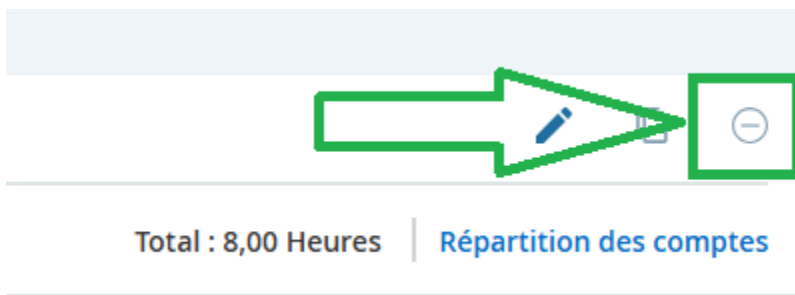 Total : 8,00 Heures Répartition des comptes